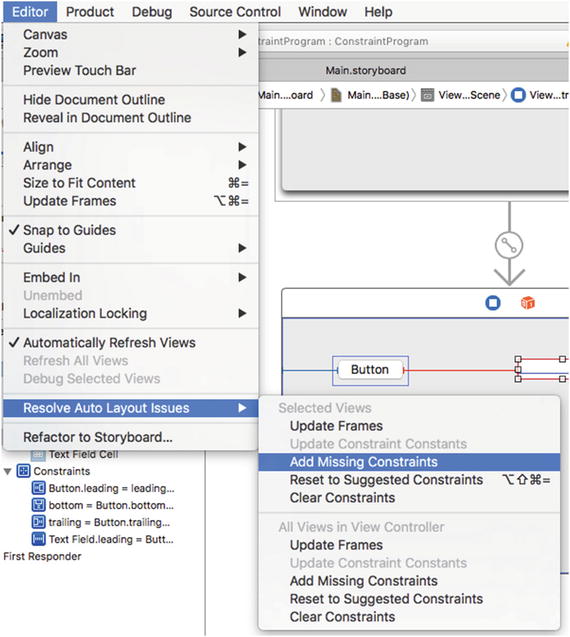 Editor Product Debug Source Control Window Help
Canvas
Zoom
Preview Touch Bar
Hide Document Outline
Reveal in Document Outline
Align
Arrange
Size to Fit Content ⌘=
Update Frames ⌥⌘=
✓ Snap to Guides
Guides
Embed In
Unembed
Localization Locking
✓ Automatically Refresh Views
Refresh All Views
Debug Selected Views
Resolve Auto Layout Issues
Refactor to Storyboard...
traintProgram : ConstraintProgram
Main.storyboard
Main....oard Main....Base) View...Scene View...tr
Button
Selected Views
Update Frames
Update Constraint Constants
Add Missing Constraints
Reset to Suggested Constraints ⌥⇧⌘=
Clear Constraints
All Views in View Controller
Update Frames
Update Constraint Constants
Add Missing Constraints
Reset to Suggested Constraints
Clear Constraints
Text Field Cell
Constraints
Button.leading = leading...
bottom = Button.bottom...
trailing = Button.trailing...
Text Field.leading = Butt...
First Responder